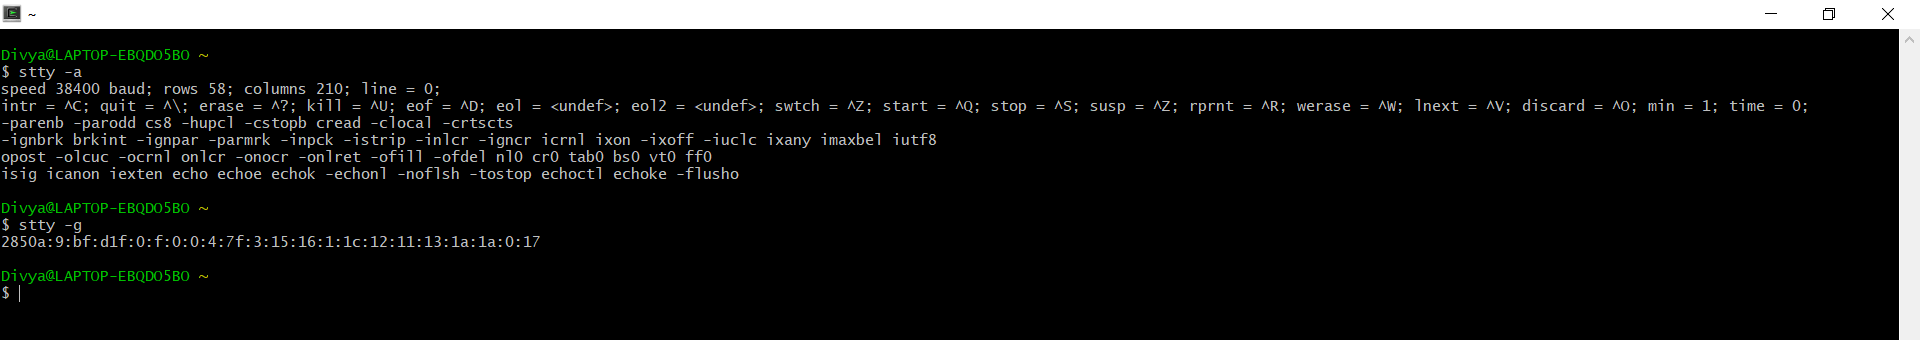 ~
Divya@LAPTOP-EBQDO5BO ~
$ stty -a
speed 38400 baud; rows 58; columns 210; line = 0;
intr = ^C; quit = ^\; erase = ^?; kill = ^U; eof = ^D; eol = <undef>; eol2 = <undef>; swtch = ^Z; start = ^Q; stop = ^S; susp = ^Z; rprnt = ^R; werase = ^W; lnext = ^V; discard = ^O; min = 1; time = 0;
-parenb -parodd cs8 -hupcl -cstopb cread -clocal -crtscts
-ignbrk brkint -ignpar -parmrk -inpck -istrip -inlcr -igncr icrnl ixon -ixoff -iuclc ixany imaxbel iutf8
opost -olcuc -ocrnl onlcr -onocr -onlret -ofill -ofdel nl0 cr0 tab0 bs0 vt0 ff0
isig icanon iexten echo echoe echok -echonl -noflsh -tostop echoctl echoke -flusho
Divya@LAPTOP-EBQDO5BO ~
$ stty -g
2850a:9:bf:d1f:0:f:0:0:4:7f:3:15:16:1:1c:12:11:13:1a:1a:0:17
Divya@LAPTOP-EBQDO5BO ~
$